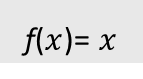 f(x)= x